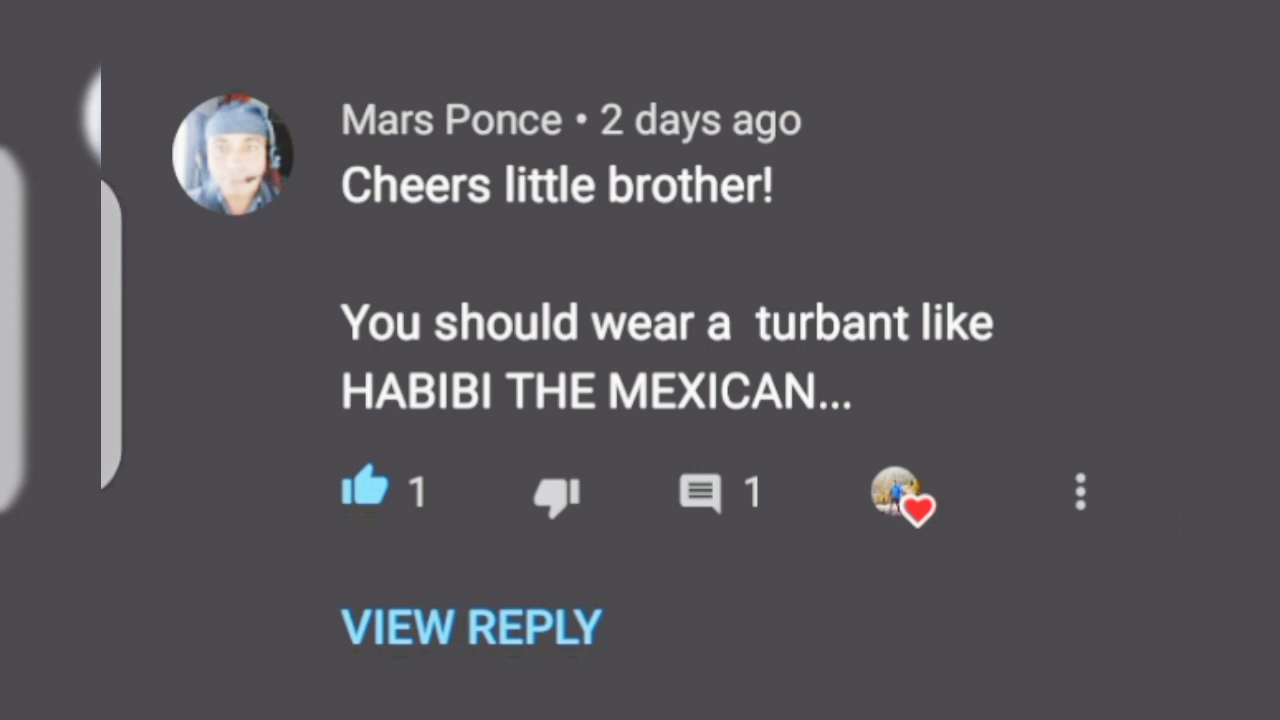 Mars Ponce • 2 days ago
Cheers little brother!
You should wear a  turbant like
HABIBI THE MEXICAN...
1 1
VIEW REPLY